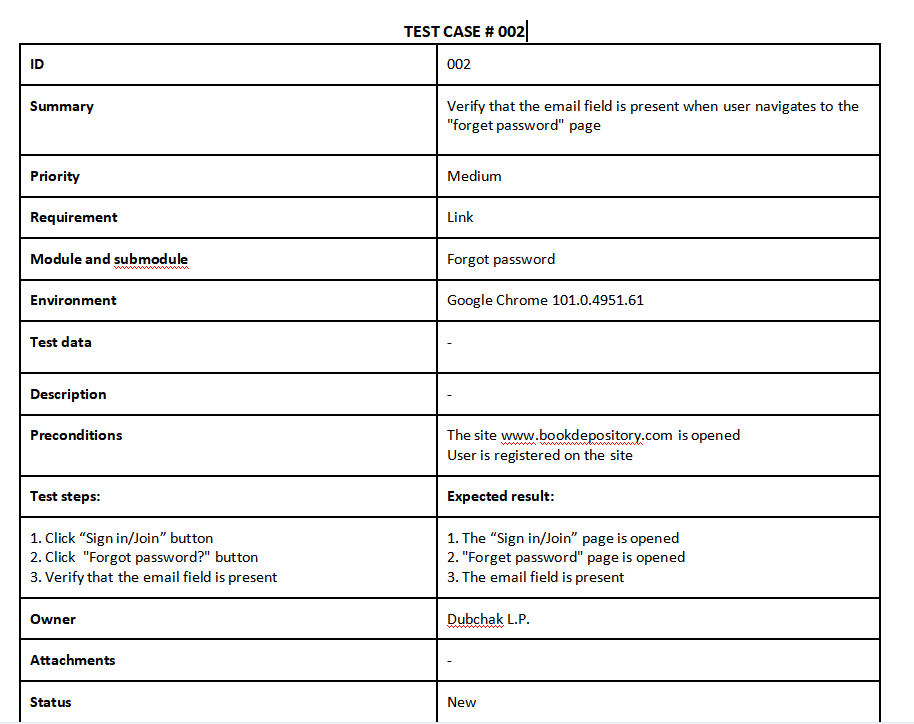 TEST CASE # 002
ID
002
Summary
Verify that the email field is present when user navigates to the
"forget password" page
Priority
Medium
Requirement
Link
Module and submodule
Forgot password
Environment
Google Chrome 101.0.4951.61
Test data
-
Description
-
Preconditions
The site www.bookdepository.com is opened
User is registered on the site
Test steps:
Expected result:
1. Click “Sign in/Join” button
2. Click  "Forgot password?" button
3. Verify that the email field is present
1. The “Sign in/Join” page is opened
2. "Forget password" page is opened
3. The email field is present
Owner
Dubchak L.P.
Attachments
-
Status
New